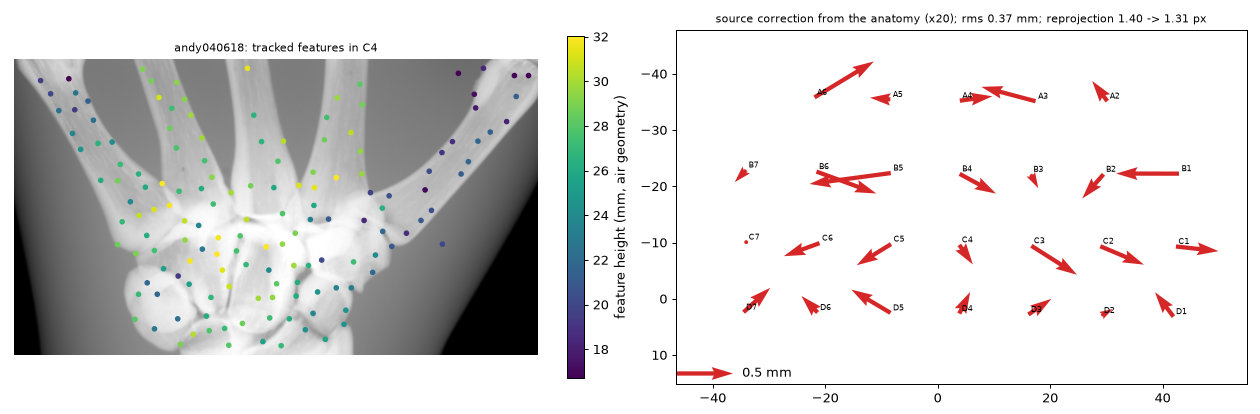 andy040618: tracked features in C4
32
30
28
26
24
22
20
18
feature height (mm, air geometry)
source correction from the anatomy (x20); rms 0.37 mm; reprojection 1.40 -> 1.31 px
−40
−30
−20
−10
0
10
A6
A5
A4
A3
A2
B7
B6
B5
B4
B3
B2
B1
C7
C6
C5
C4
C3
C2
C1
D7
D6
D5
D4
D3
D2
D1
0.5 mm
−40
−20
0
20
40